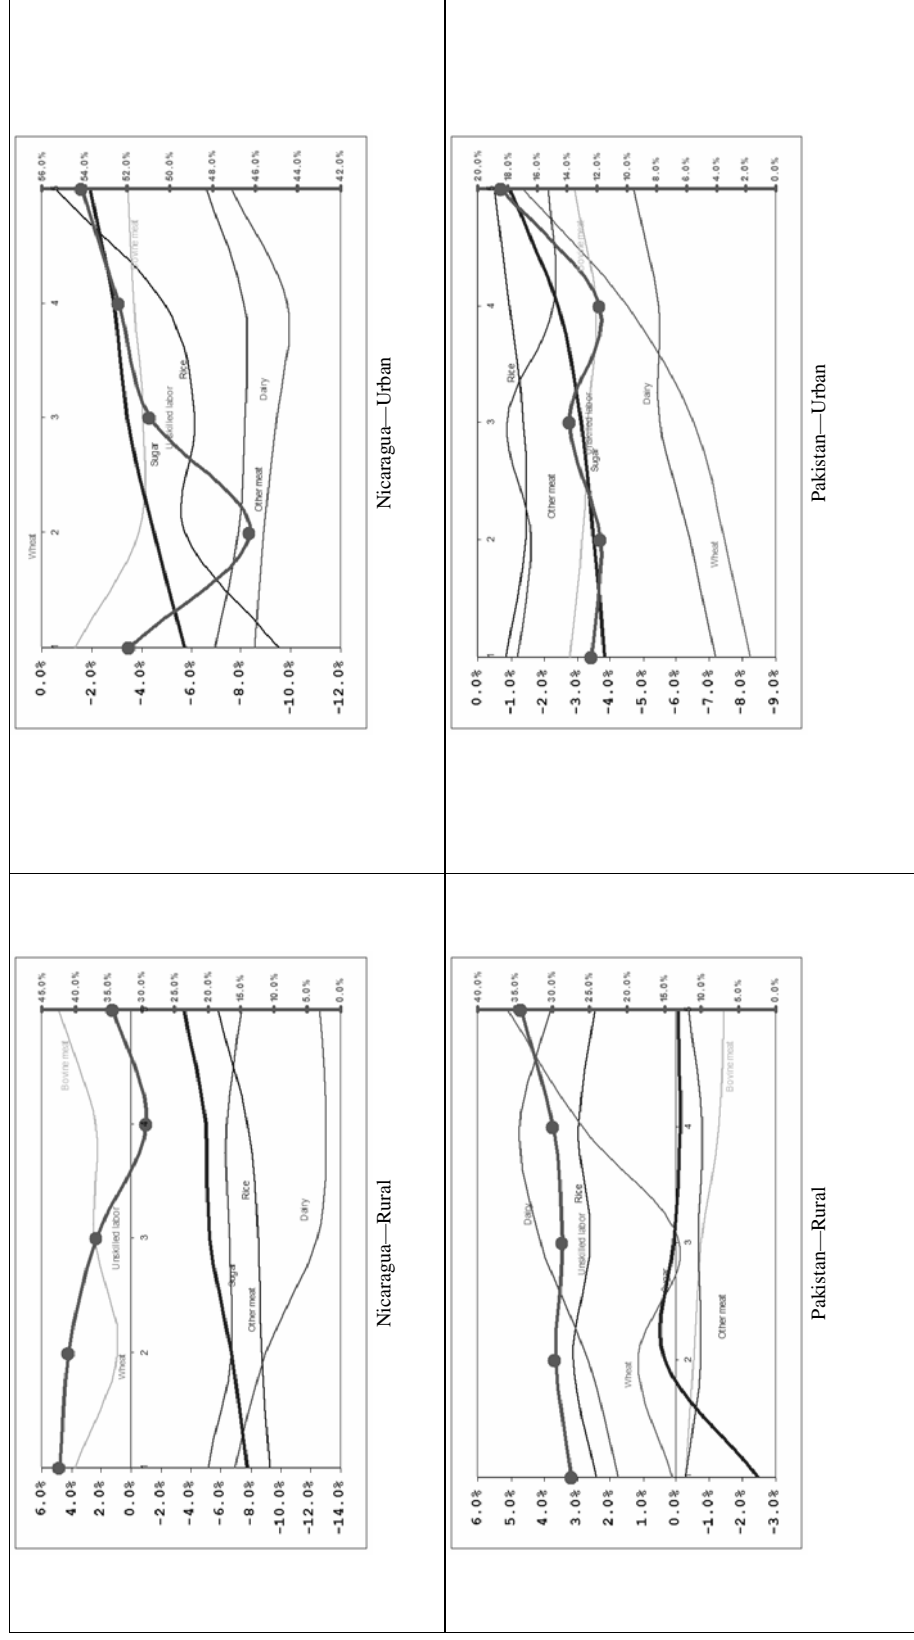 6.0%
4.0%
2.0%
0.0%
-2.0%
-4.0%
-6.0%
-8.0%
-10.0%
-12.0%
-14.0%
Bovine meat
Unskilled labor
Wheat
1
2
3
4
Sugar
Rice
Other meat
Dairy
45.0%
40.0%
35.0%
30.0%
25.0%
20.0%
15.0%
10.0%
5.0%
0.0%
Nicaragua—Rural
0.0%
-2.0%
-4.0%
-6.0%
-8.0%
-10.0%
-12.0%
Wheat
1
2
3
4
Bovine meat
Sugar
Unskilled labor
Rice
Other meat
Dairy
56.0%
54.0%
52.0%
50.0%
48.0%
46.0%
44.0%
42.0%
Nicaragua—Urban
6.0%
5.0%
4.0%
3.0%
2.0%
1.0%
0.0%
-1.0%
-2.0%
-3.0%
Dairy
Rice
Unskilled labor
Wheat
Sugar
2
3
4
Other meat
Bovine meat
40.0%
35.0%
30.0%
25.0%
20.0%
15.0%
10.0%
5.0%
0.0%
Pakistan—Rural
0.0%
-1.0%
-2.0%
-3.0%
-4.0%
-5.0%
-6.0%
-7.0%
-8.0%
-9.0%
1
2
3
4
Rice
Other meat
Bovine meat
Unskilled labor
Sugar
Dairy
Wheat
20.0%
18.0%
16.0%
14.0%
12.0%
10.0%
8.0%
6.0%
4.0%
2.0%
0.0%
Pakistan—Urban